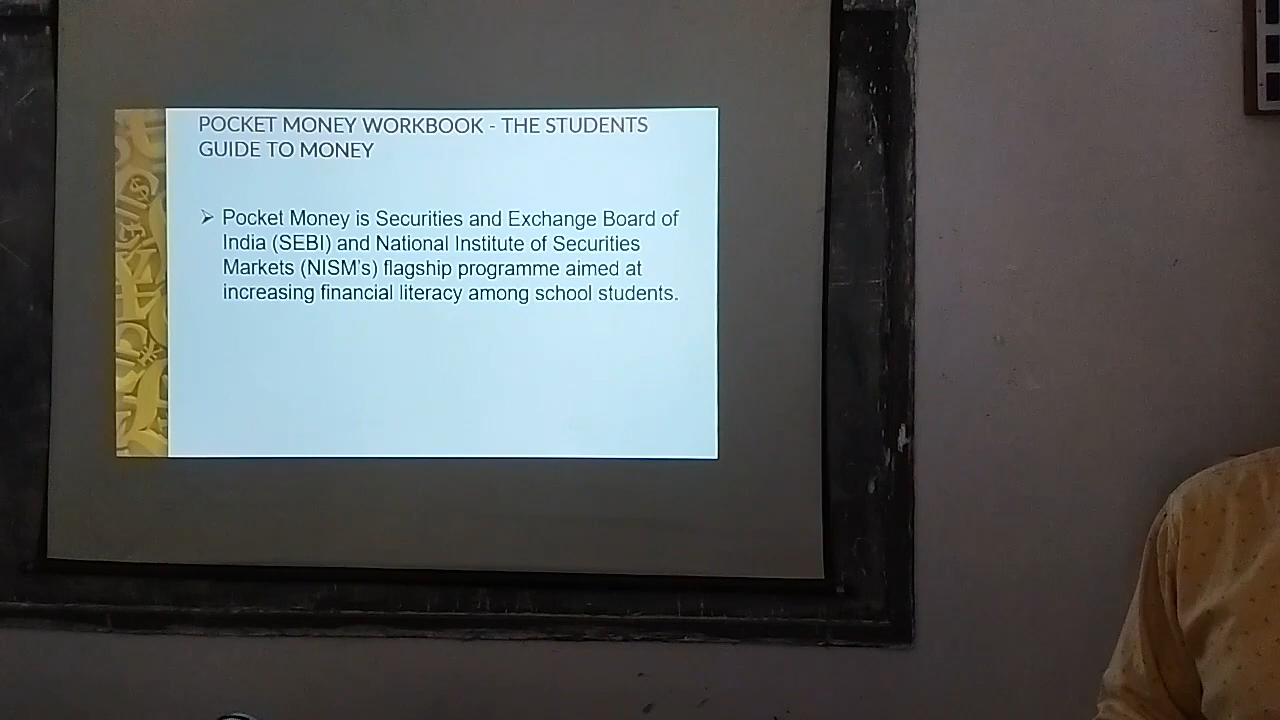 POCKET MONEY WORKBOOK - THE STUDENTS
GUIDE TO MONEY
➢ Pocket Money is Securities and Exchange Board of
India (SEBI) and National Institute of Securities
Markets (NISM's) flagship programme aimed at
increasing financial literacy among school students.